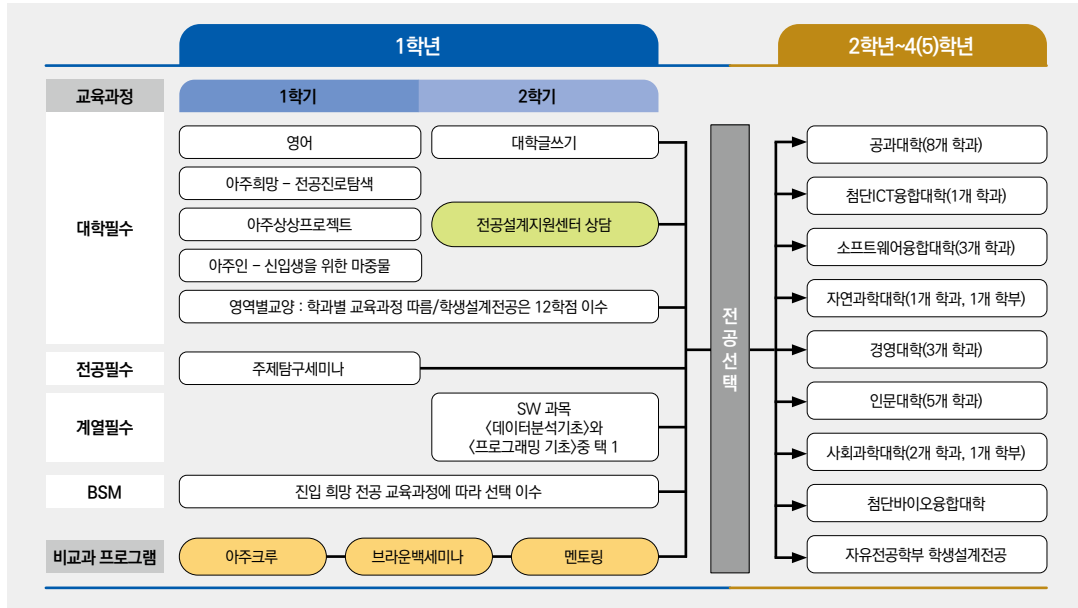 1학년
2학년~4(5)학년
교육과정
1학기
2학기
대학필수
영어
대학글쓰기
아주희망 – 전공진로탐색
아주상상프로젝트
전공설계지원센터 상담
아주인 – 신입생을 위한 마중물
영역별교양 : 학과별 교육과정 따름/학생설계전공은 12학점 이수
전공필수
주제탐구세미나
계열필수
SW 과목
〈데이터분석기초〉와
〈프로그래밍 기초〉중 택 1
BSM
진입 희망 전공 교육과정에 따라 선택 이수
비교과 프로그램
아주크루
브라운백세미나
멘토링
전공선택
공과대학(8개 학과)
첨단ICT융합대학(1개 학과)
소프트웨어융합대학(3개 학과)
자연과학대학(1개 학과, 1개 학부)
경영대학(3개 학과)
인문대학(5개 학과)
사회과학대학(2개 학과, 1개 학부)
첨단바이오융합대학
자유전공학부 학생설계전공